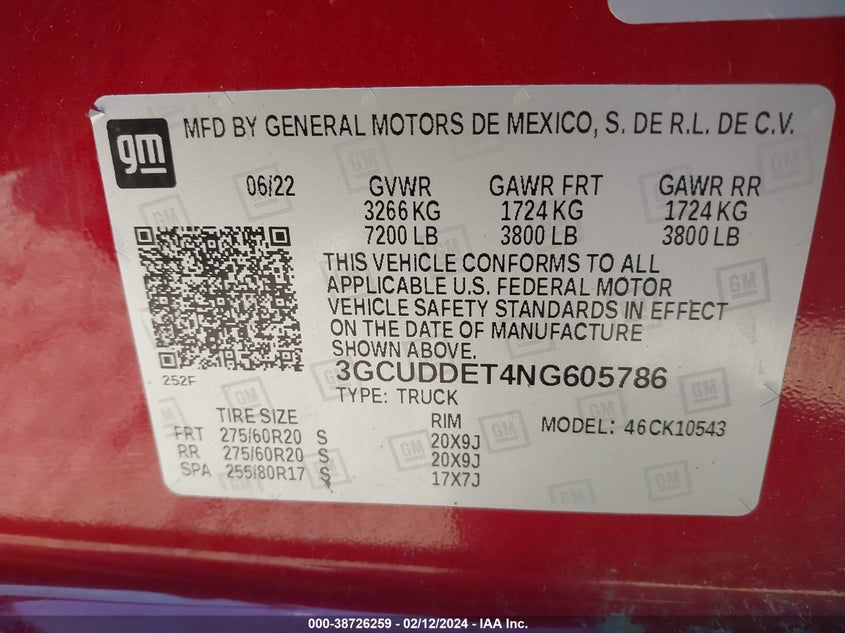 gm
MFD BY GENERAL MOTORS DE MEXICO, S. DE R.L. DE C.V.
06/22 GVWR GAWR FRT GAWR RR
3266 KG 1724 KG 1724 KG
7200 LB 3800 LB 3800 LB
THIS VEHICLE CONFORMS TO ALL
APPLICABLE U.S. FEDERAL MOTOR
VEHICLE SAFETY STANDARDS IN EFFECT
ON THE DATE OF MANUFACTURE
SHOWN ABOVE.
252F
3GCUDDET4NG605786
TYPE: TRUCK
TIRE SIZE RIM MODEL: 46CK10543
FRT 275/60R20 S 20X9J
RR 275/60R20 S 20X9J
SPA 255/80R17 S 17X7J
000-38726259 - 02/12/2024 - IAAI.com